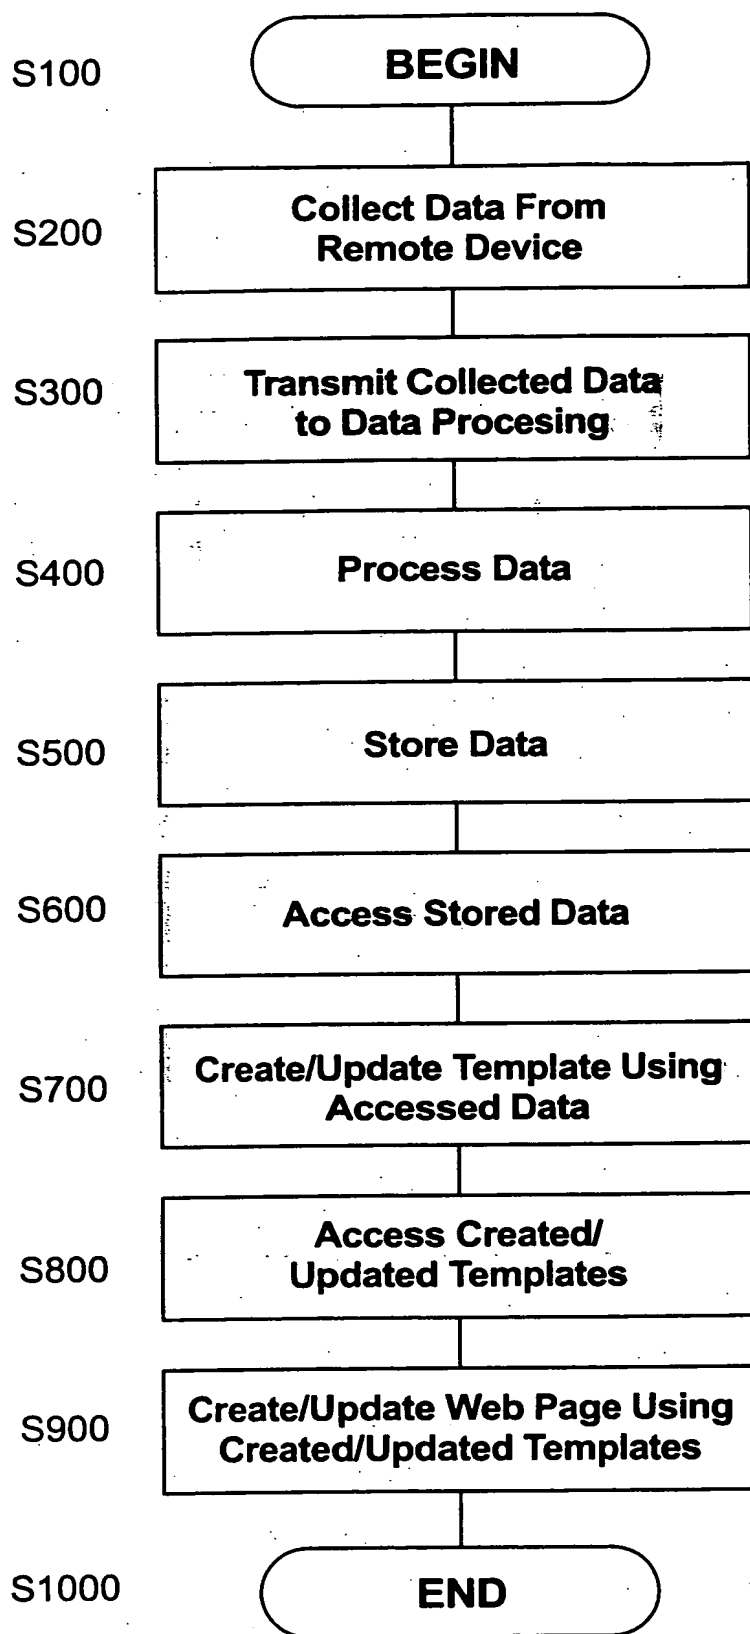 S100
BEGIN
S200
Collect Data From
Remote Device
S300
Transmit Collected Data
to Data Procesing
S400
Process Data
S500
Store Data
S600
Access Stored Data
S700
Create/Update Template Using
Accessed Data
S800
Access Created/
Updated Templates
S900
Create/Update Web Page Using
Created/Updated Templates
S1000
END